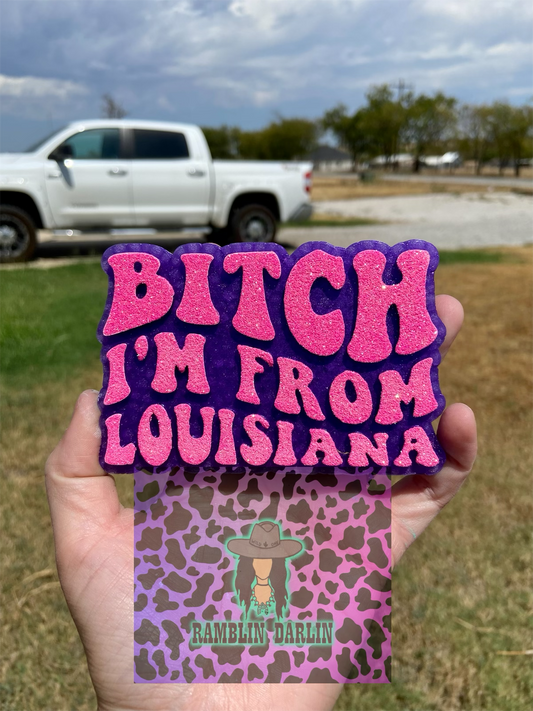 BITCH
I'M FROM
LOUISIANA
RAMBLIN DARLIN